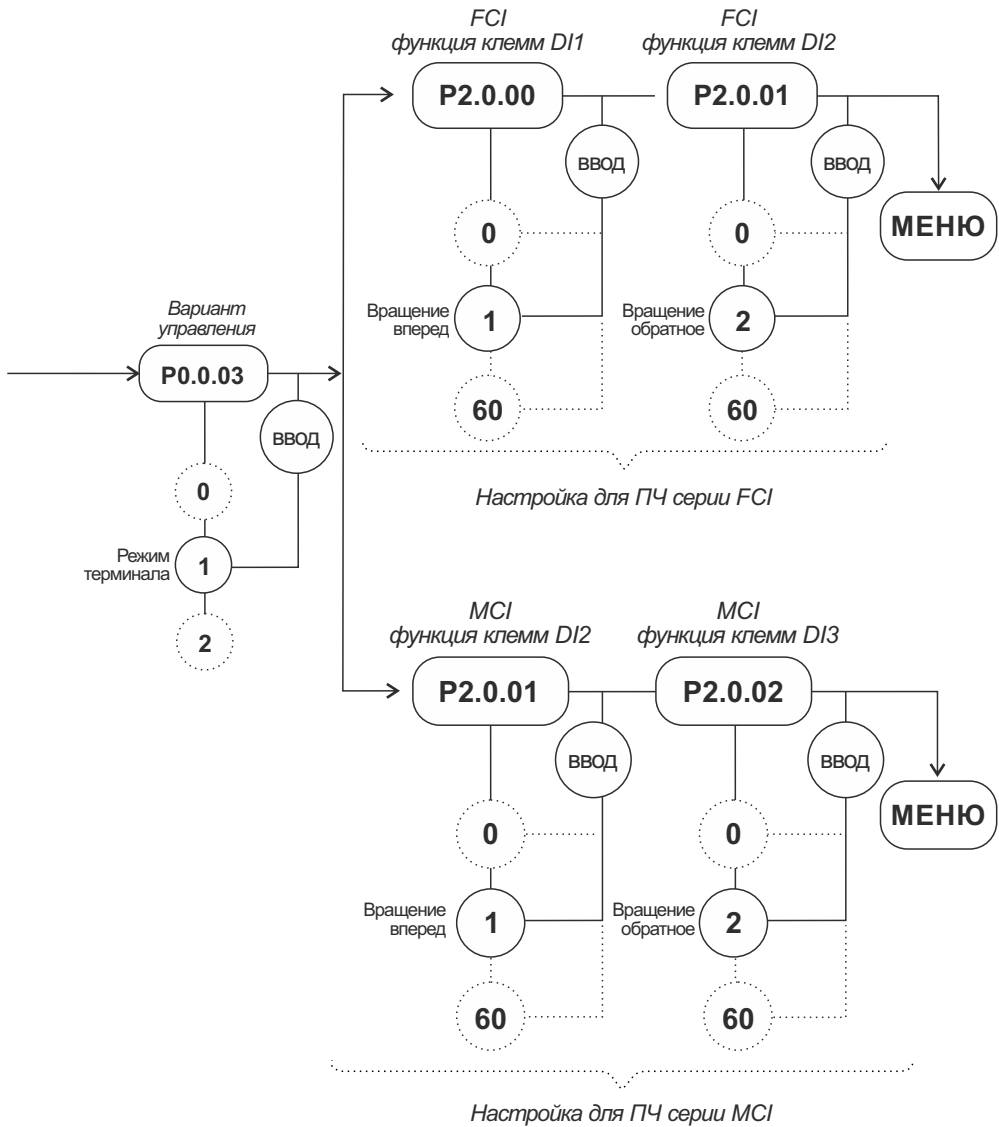 FCI
функция клемм DI1
FCI
функция клемм DI2
P2.0.00
P2.0.01
ВВОД
ВВОД
МЕНЮ
0
0
Вращение
вперед
1
Вращение
обратное
2
60
60
Настройка для ПЧ серии FCI
Вариант
управления
P0.0.03
ВВОД
0
Режим
терминала
1
2
MCI
функция клемм DI2
MCI
функция клемм DI3
P2.0.01
P2.0.02
ВВОД
ВВОД
МЕНЮ
0
0
Вращение
вперед
1
Вращение
обратное
2
60
60
Настройка для ПЧ серии MCI